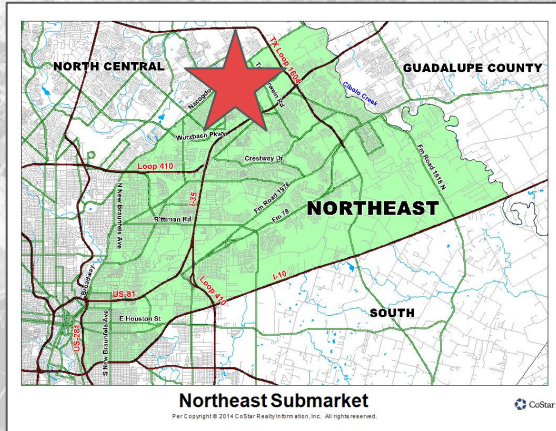 NORTH CENTRAL
TX Loop 1604
GUADALUPE COUNTY
Cibolo Creek
Wurzbach Pkwy
Crestway Dr
Fm Road 1518 N
Loop 410
I-35
Fm Road 1976
Fm 78
N New Braunfels Ave
Rittiman Rd
NORTHEAST
Broadway
US-81
Loop 410
I-10
E Houston St
SOUTH
US-281
S New Braunfels Ave
Northeast Submarket
CoStar
Per Copyright © 2014 CoStar Realty Information, Inc. All rights reserved.